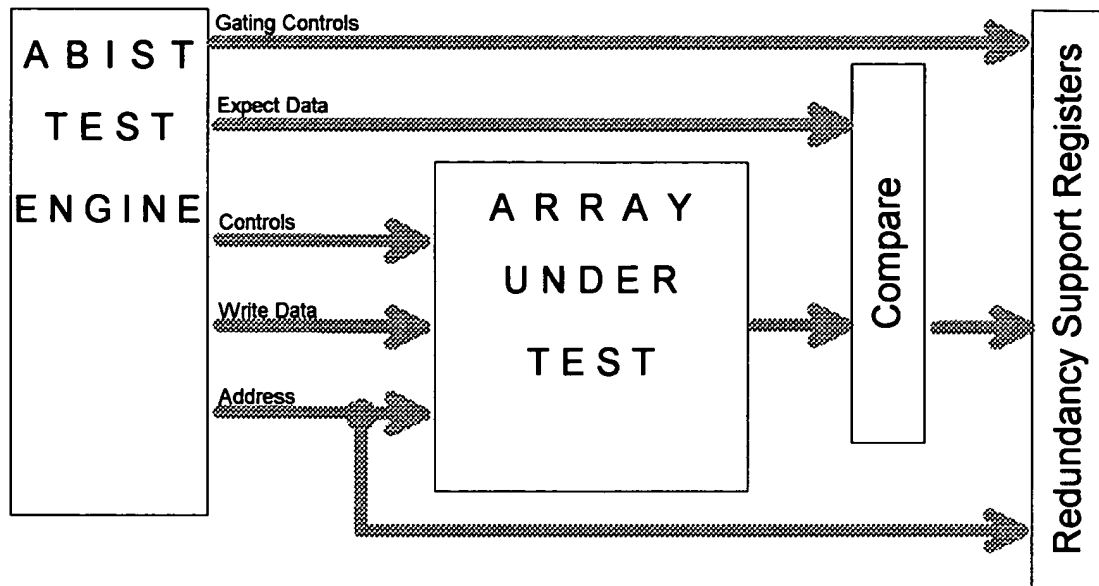 A B I S T
T E S T
E N G I N E
Gating Controls
Expect Data
Controls
Write Data
Address
A R R A Y
U N D E R
T E S T
Compare
Redundancy Support Registers